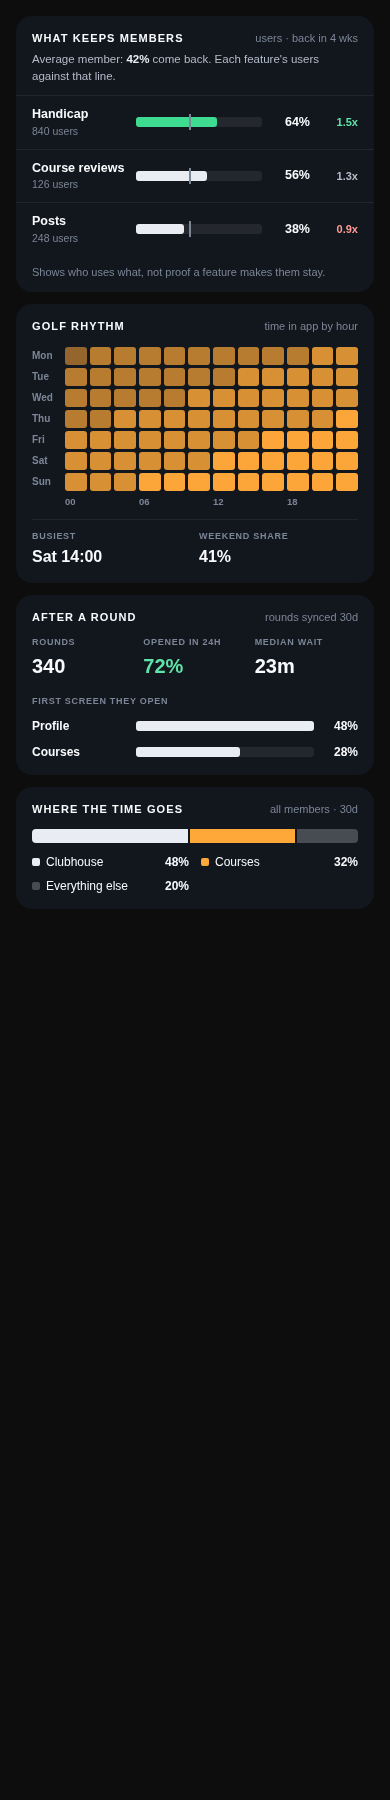 WHAT KEEPS MEMBERS users · back in 4 wks
Average member: 42% come back. Each feature's users
against that line.
Handicap 64% 1.5x
840 users
Course reviews 56% 1.3x
126 users
Posts 38% 0.9x
248 users
Shows who uses what, not proof a feature makes them stay.
GOLF RHYTHM time in app by hour
Mon
Tue
Wed
Thu
Fri
Sat
Sun
00 06 12 18
BUSIEST WEEKEND SHARE
Sat 14:00 41%
AFTER A ROUND rounds synced 30d
ROUNDS OPENED IN 24H MEDIAN WAIT
340 72% 23m
FIRST SCREEN THEY OPEN
Profile 48%
Courses 28%
WHERE THE TIME GOES all members · 30d
Clubhouse 48% Courses 32%
Everything else 20%